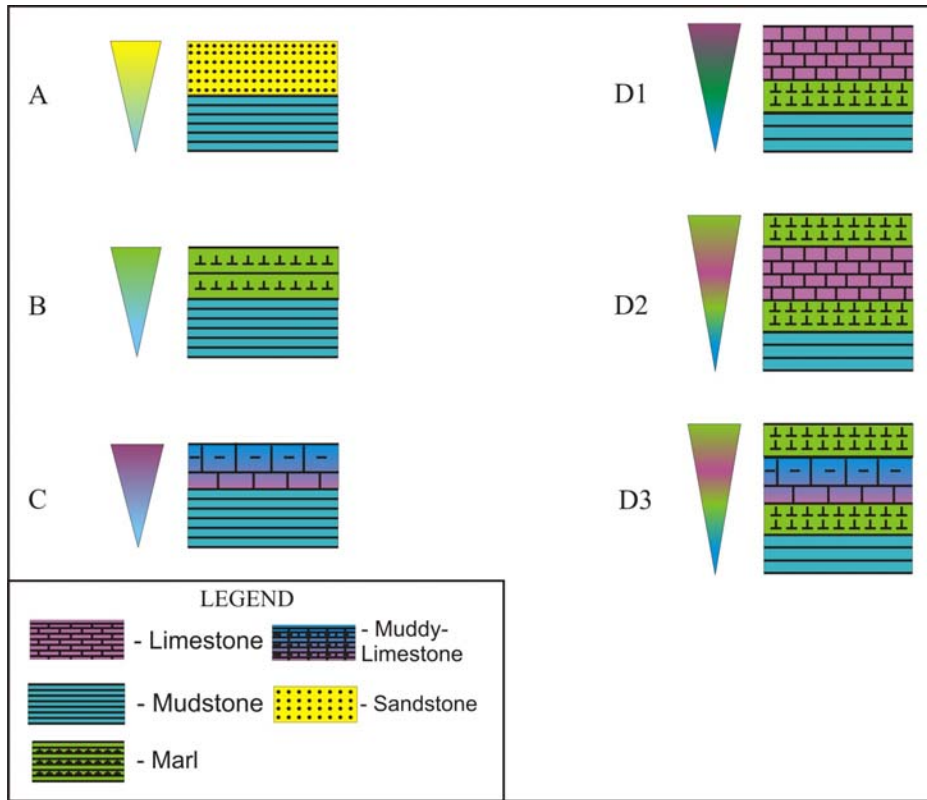 A
B
C
D1
D2
D3
LEGEND
- Limestone
- Muddy-
Limestone
- Mudstone
- Sandstone
- Marl